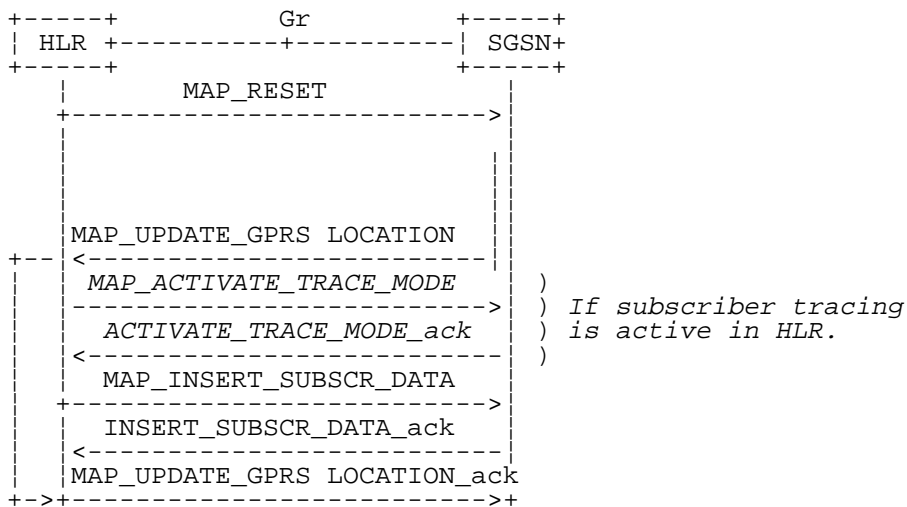 Gr
HLR SGSN
MAP_RESET
MAP_UPDATE_GPRS LOCATION
MAP_ACTIVATE_TRACE_MODE )
) If subscriber tracing
ACTIVATE_TRACE_MODE_ack ) is active in HLR.
)
MAP_INSERT_SUBSCR_DATA
INSERT_SUBSCR_DATA_ack
MAP_UPDATE_GPRS LOCATION_ack